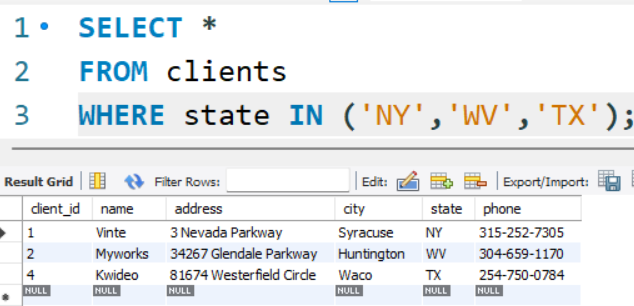 1 SELECT *
2 FROM clients
3 WHERE state IN ('NY','WV','TX');
Result Grid Filter Rows: Edit: Export/Import:
client_id name address city state phone
1 Vinte 3 Nevada Parkway Syracuse NY 315-252-7305
2 Myworks 34267 Glendale Parkway Huntington WV 304-659-1170
4 Kwideo 81674 Westerfield Circle Waco TX 254-750-0784
NULL NULL NULL NULL NULL NULL